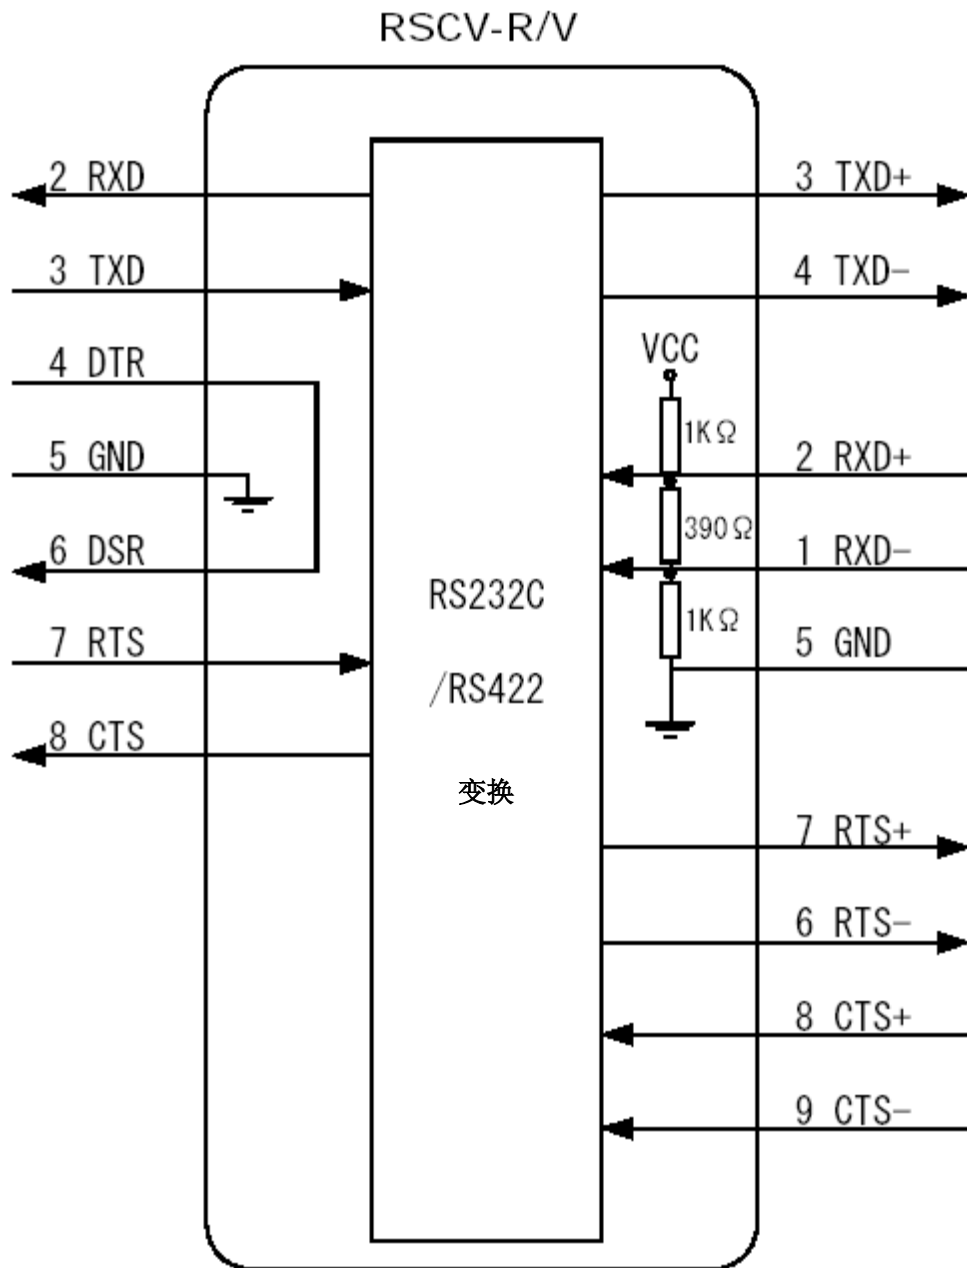 RSCV-R/V
2 RXD
3 TXD
4 DTR
5 GND
6 DSR
7 RTS
8 CTS
RS232C
/RS422
变换
VCC
1KΩ
390Ω
1KΩ
3 TXD+
4 TXD-
2 RXD+
1 RXD-
5 GND
7 RTS+
6 RTS-
8 CTS+
9 CTS-